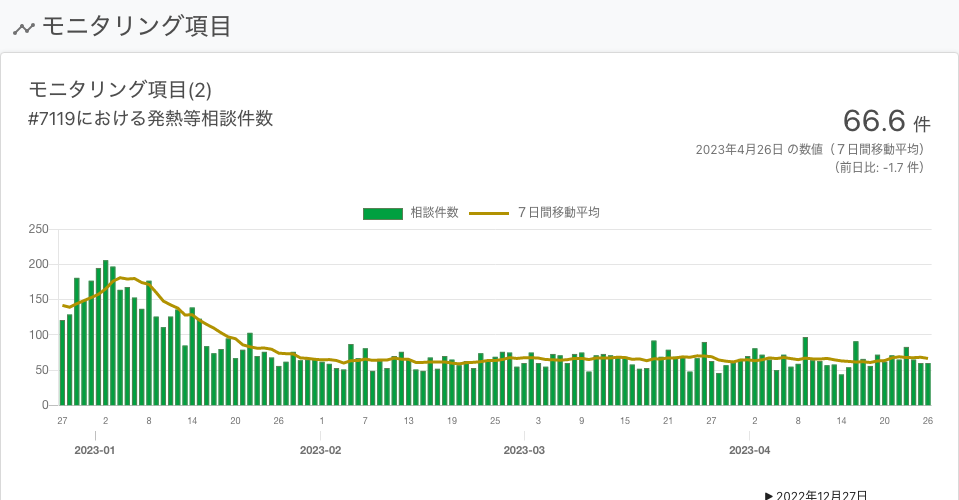 モニタリング項目
モニタリング項目(2)
#7119における発熱等相談件数
66.6 件
2023年4月26日 の数値（７日間移動平均）
（前日比: -1.7 件）
相談件数 ７日間移動平均
250
200
150
100
50
0
27 2 8 14 20 26 1 7 13 19 25 3 9 15 21 27 2 8 14 20 26
2023-01 2023-02 2023-03 2023-04
▶ 2022年12月27日